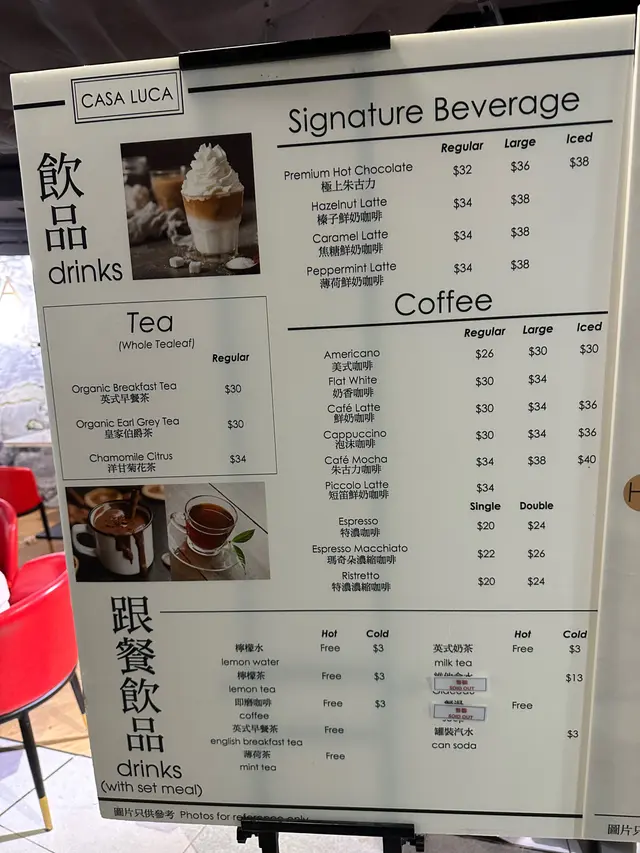 CASA LUCA
飲品
drinks
Signature Beverage
Regular Large Iced
Premium Hot Chocolate $32 $36 $38
極上朱古力
Hazelnut Latte $34 $38
榛子鮮奶咖啡
Caramel Latte $34 $38
焦糖鮮奶咖啡
Peppermint Latte $34 $38
薄荷鮮奶咖啡
Tea
(Whole Tealeaf)
Regular
Organic Breakfast Tea $30
英式早餐茶
Organic Earl Grey Tea $30
皇家伯爵茶
Chamomile Citrus $34
洋甘菊花茶
Coffee
Regular Large Iced
Americano $26 $30 $30
美式咖啡
Flat White $30 $34
奶香咖啡
Café Latte $30 $34 $36
鮮奶咖啡
Cappuccino $30 $34 $36
泡沫咖啡
Café Mocha $34 $38 $40
朱古力咖啡
Piccolo Latte $34
短笛鮮奶咖啡
Single Double
Espresso $20 $24
特濃咖啡
Espresso Macchiato $22 $26
瑪奇朵濃縮咖啡
Ristretto $20 $24
特濃濃縮咖啡
跟餐飲品
drinks
(with set meal)
Hot Cold
檸檬水 Free $3
lemon water
檸檬茶 Free $3
lemon tea
即磨咖啡 Free $3
coffee
英式早餐茶 Free
english breakfast tea
薄荷茶 Free
mint tea
Hot Cold
英式奶茶 Free $3
milk tea
$13
SOLD OUT
Free
SOLD OUT
罐裝汽水 $3
can soda
圖片只供參考 Photos for reference only
圖片只